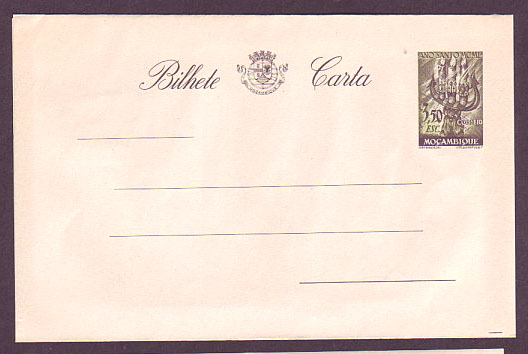 Bilhete Carta
ANO SANTO
3,50
ESC.
MOÇAMBIQUE